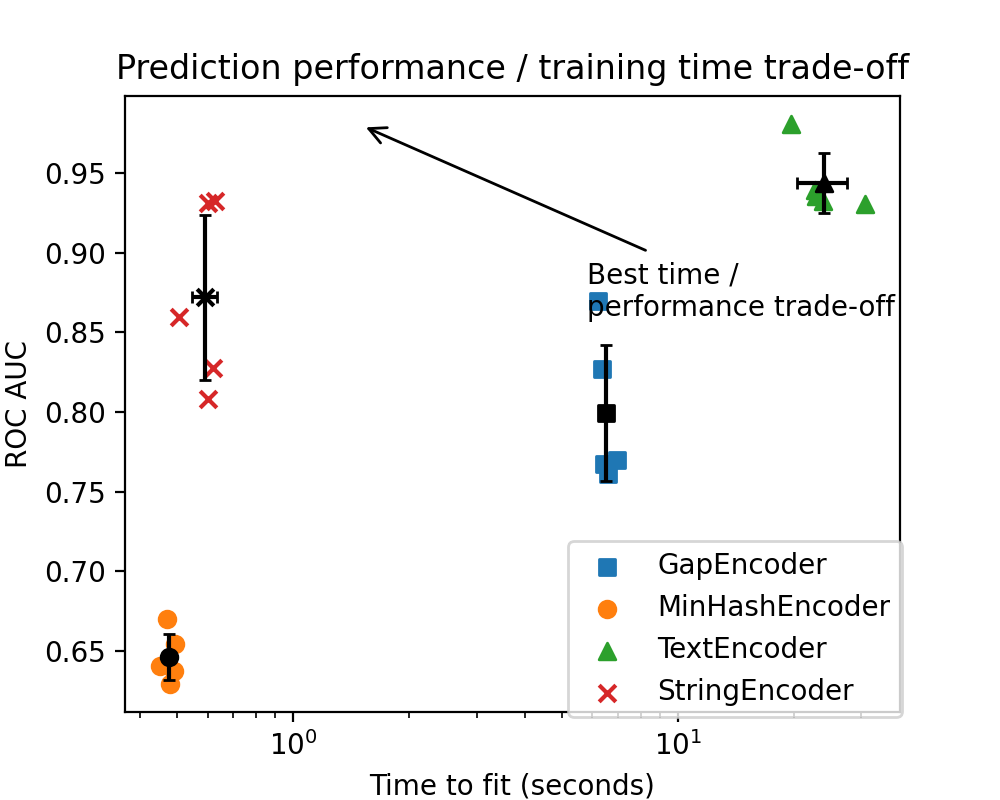 Prediction performance / training time trade-off
0.95
0.90
0.85
0.80
0.75
0.70
0.65
ROC AUC
Best time /
performance trade-off
GapEncoder
MinHashEncoder
TextEncoder
StringEncoder
10⁰
10¹
Time to fit (seconds)